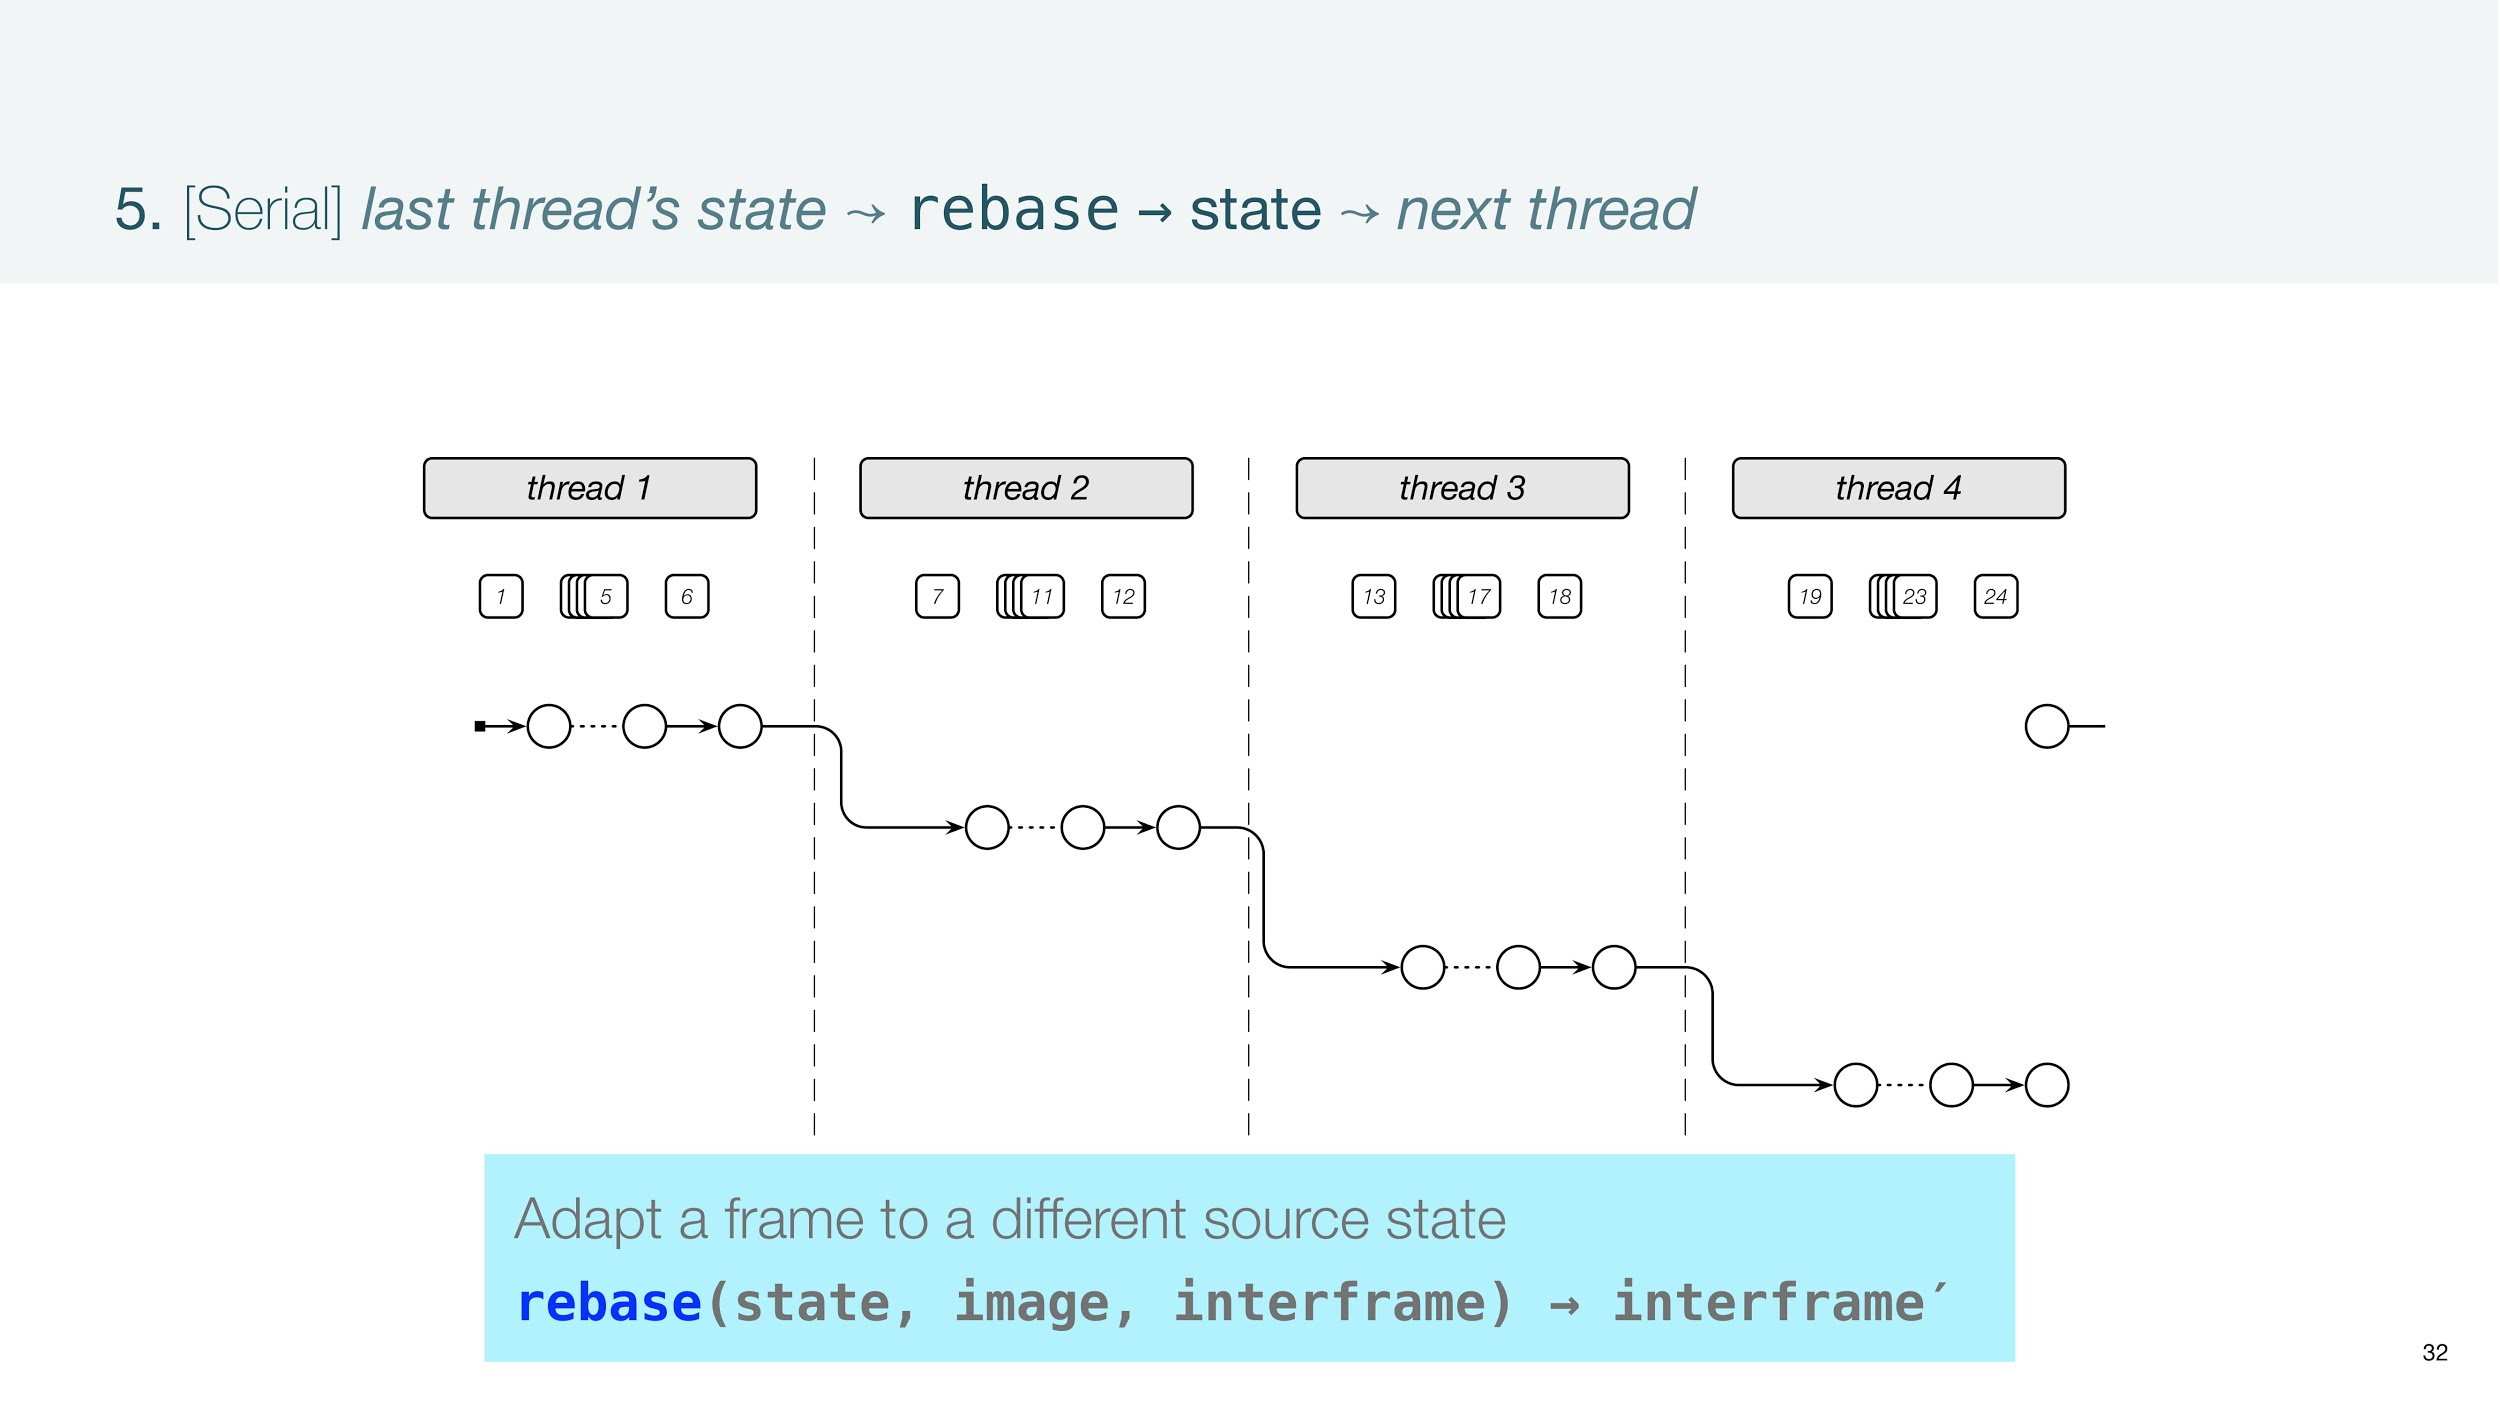 5. [Serial] last thread’s state ⤳ rebase → state ⤳ next thread
thread 1 thread 2 thread 3 thread 4
1 5 6 7 11 12 13 17 18 19 23 24
Adapt a frame to a different source state
rebase(state, image, interframe) → interframe′
32